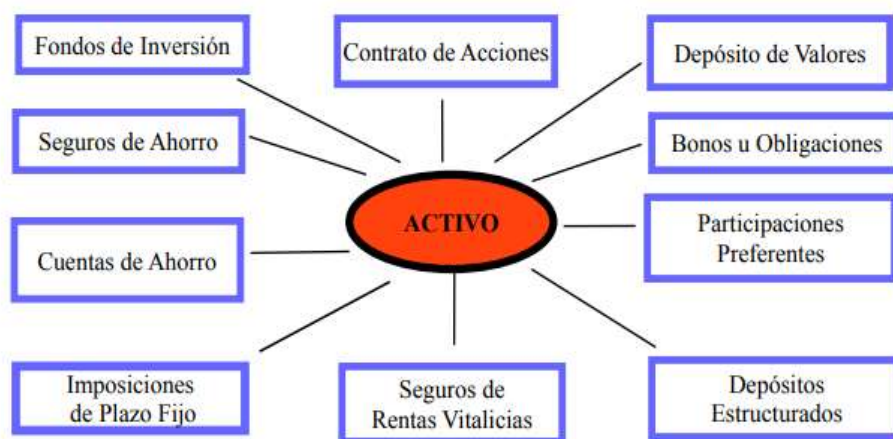 Fondos de Inversión
Contrato de Acciones
Depósito de Valores
Seguros de Ahorro
Bonos u Obligaciones
ACTIVO
Participaciones
Preferentes
Cuentas de Ahorro
Imposiciones
de Plazo Fijo
Seguros de
Rentas Vitalicias
Depósitos
Estructurados